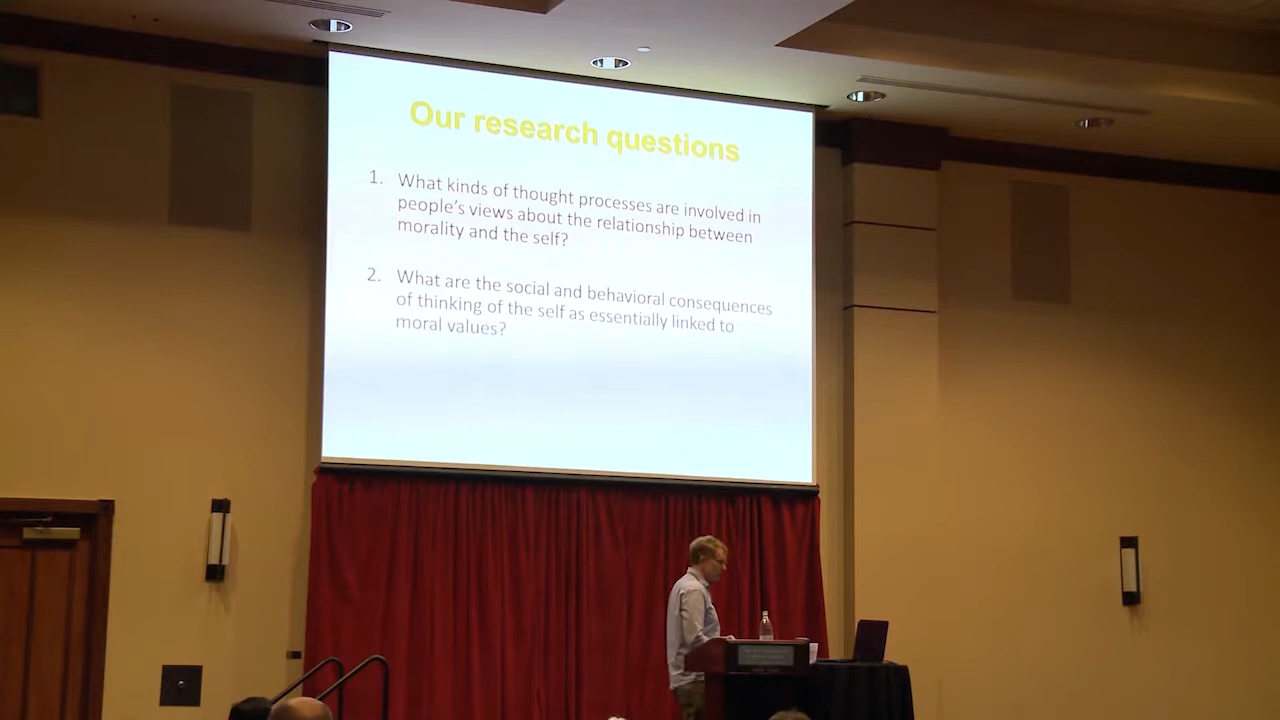 Our research questions
1. What kinds of thought processes are involved in
people's views about the relationship between
morality and the self?
2. What are the social and behavioral consequences
of thinking of the self as essentially linked to
moral values?